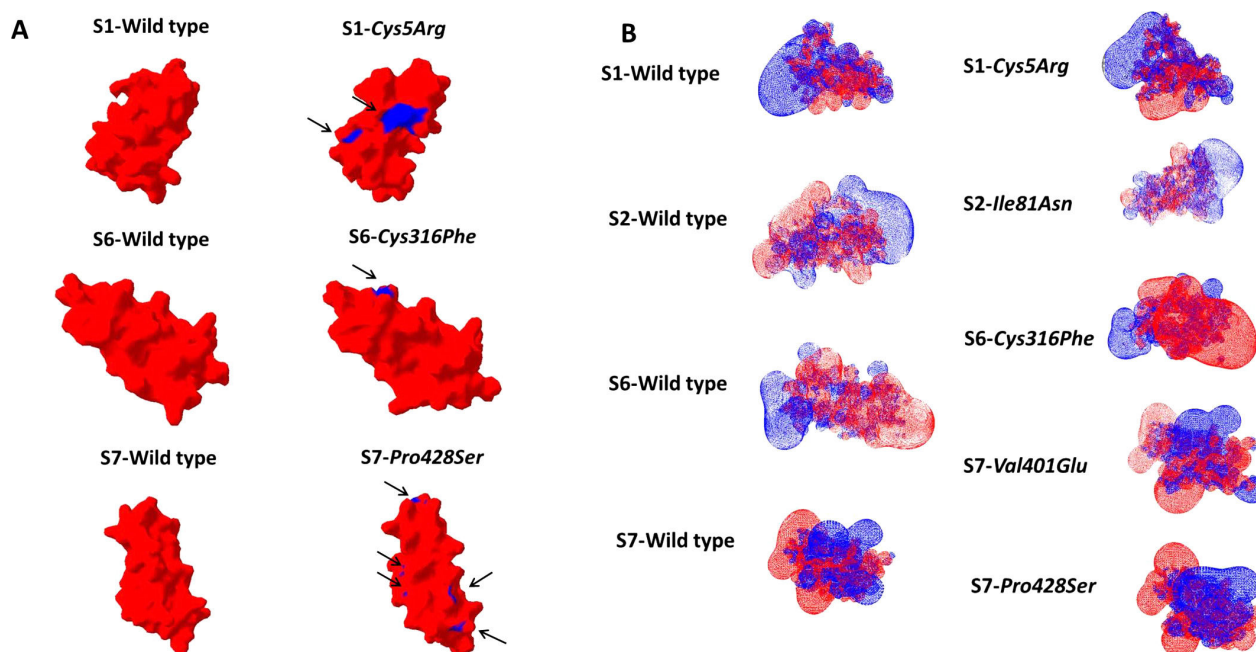 A
S1-Wild type
S1-Cys5Arg
S6-Wild type
S6-Cys316Phe
S7-Wild type
S7-Pro428Ser
B
S1-Wild type
S1-Cys5Arg
S2-Wild type
S2-Ile81Asn
S6-Wild type
S6-Cys316Phe
S7-Wild type
S7-Val401Glu
S7-Pro428Ser